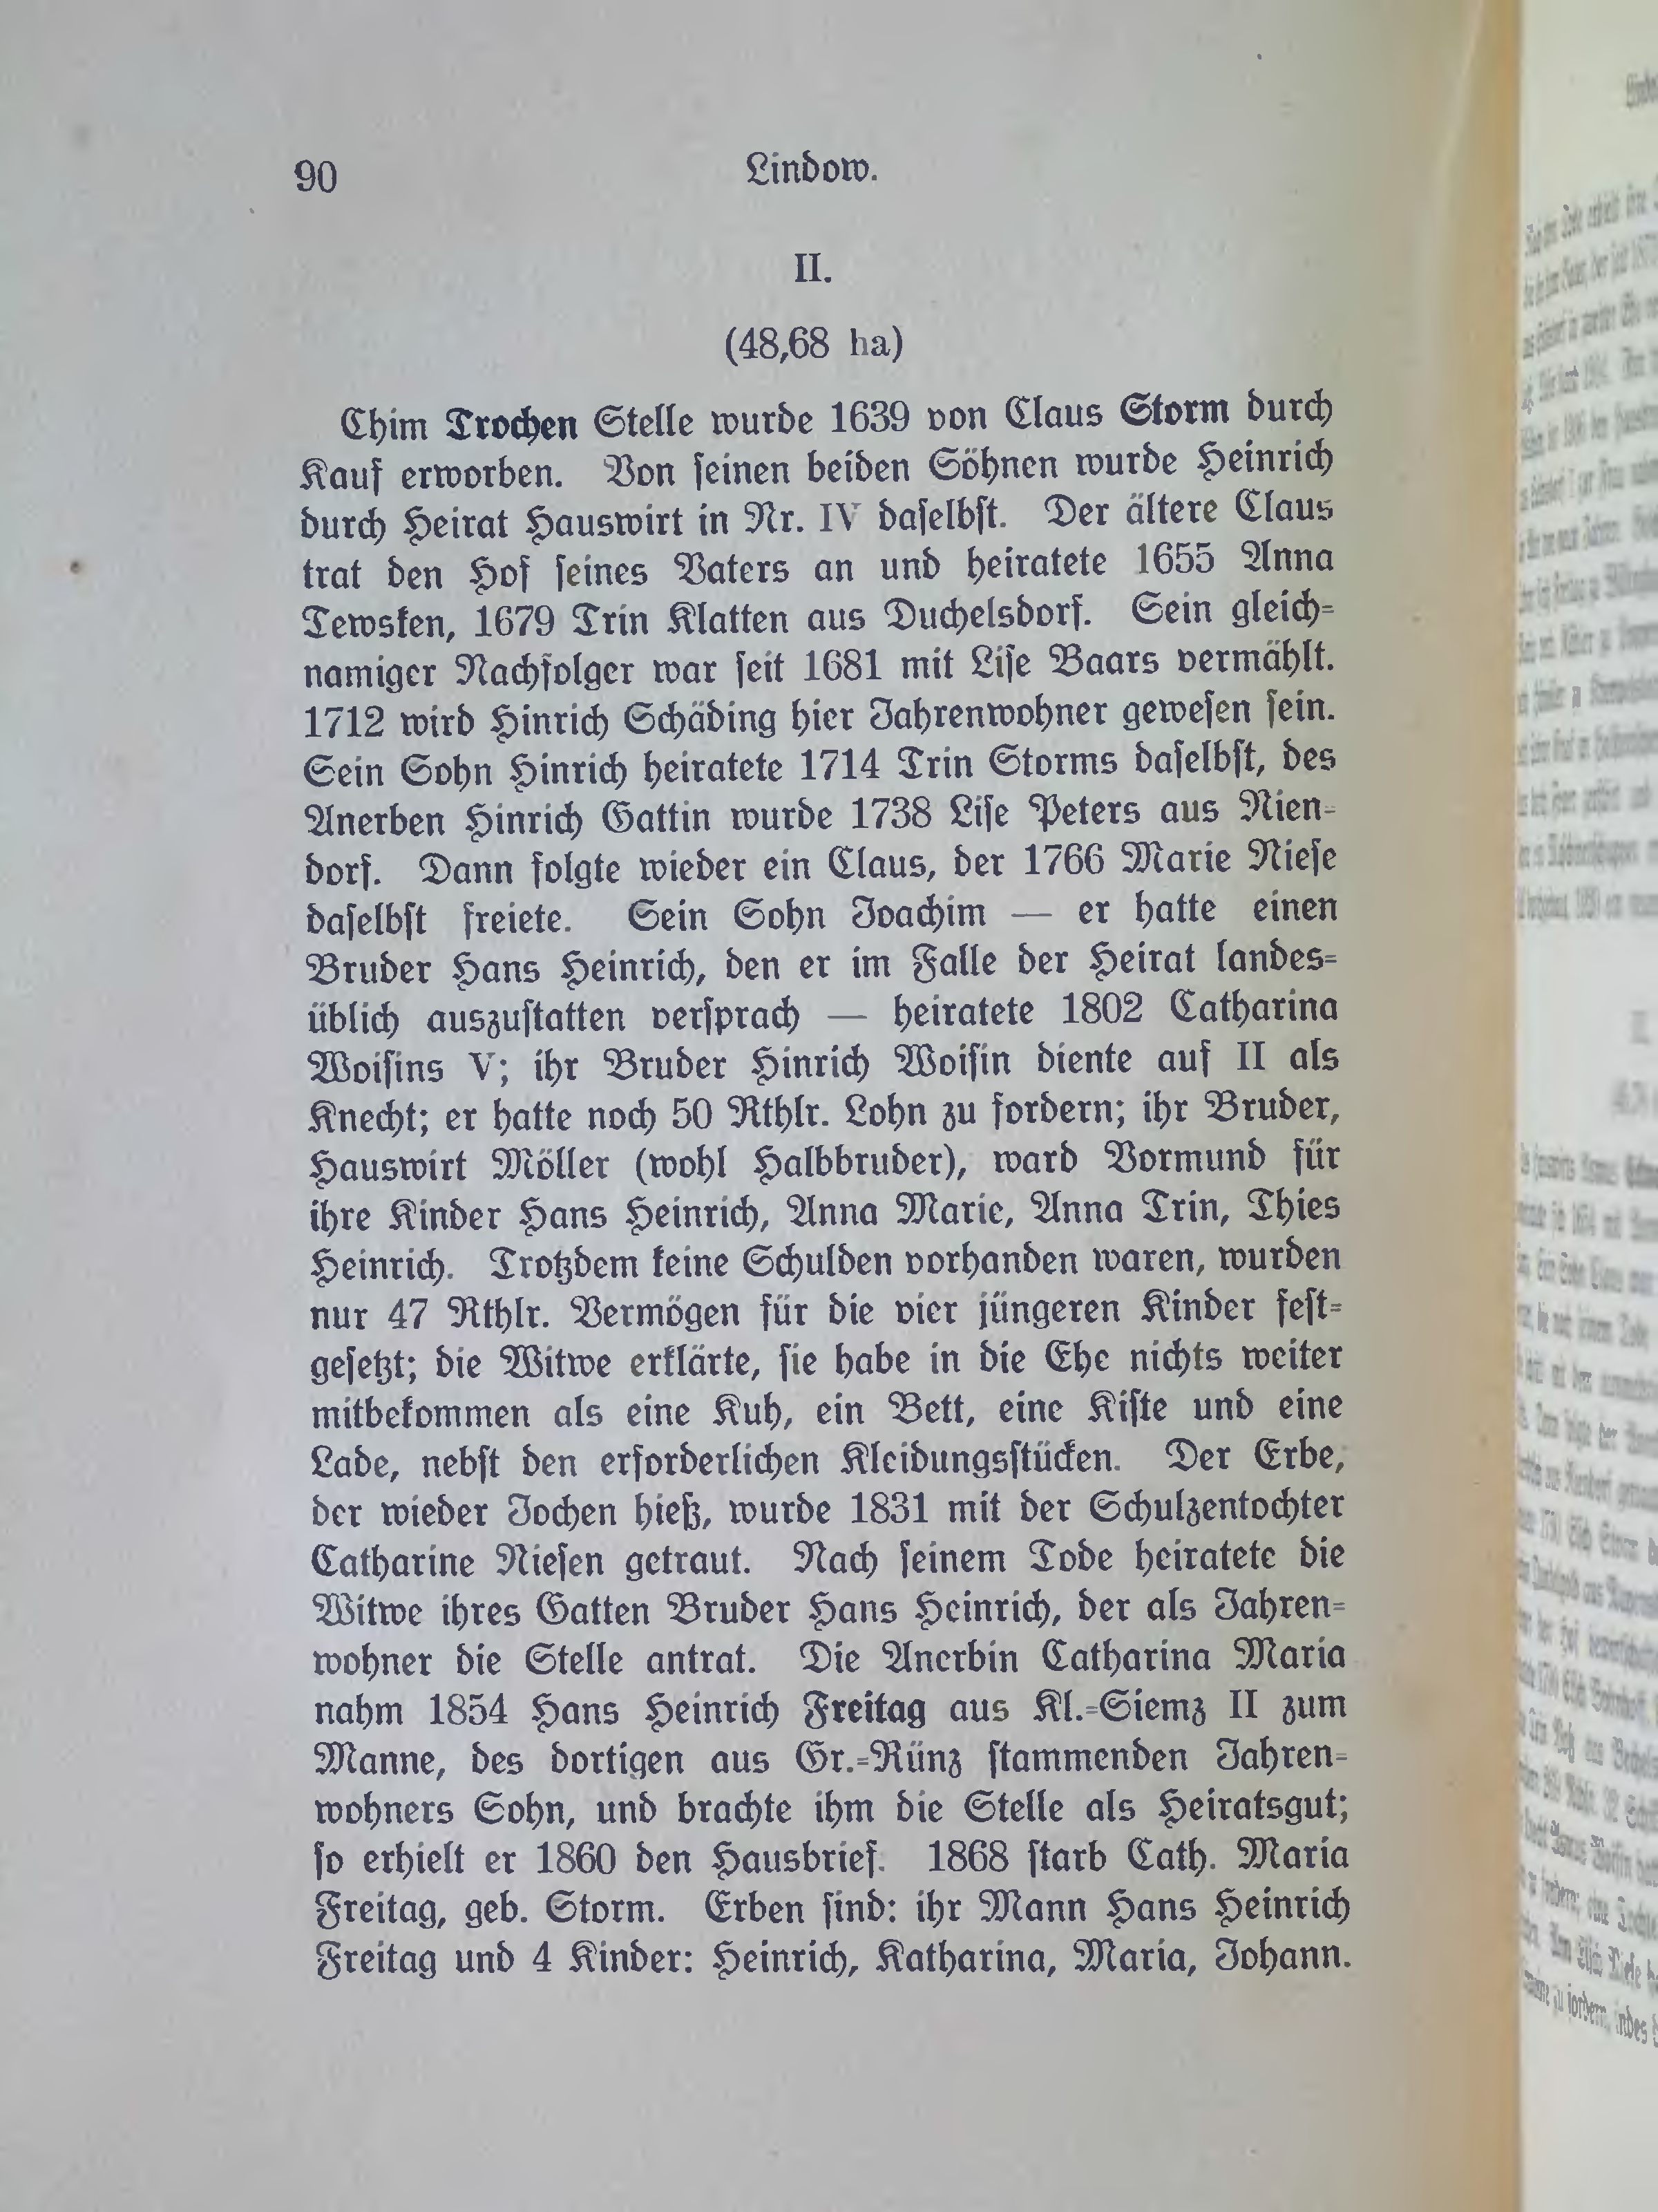 90
Lindow.
II.
(48,68 ha)
Chim Trochen Stelle wurde 1639 von Claus Storm durch
Kauf erworben. Von seinen beiden Söhnen wurde Heinrich
durch Heirat Hauswirt in Nr. IV daselbst. Der ältere Claus
trat den Hof seines Vaters an und heiratete 1655 Anna
Tewsken, 1679 Trin Klatten aus Duchelsdorf. Sein gleich-
namiger Nachfolger war seit 1681 mit Lise Baars vermählt.
1712 wird Hinrich Schäding hier Jahrenwohner gewesen sein.
Sein Sohn Hinrich heiratete 1714 Trin Storms daselbst, des
Anerben Hinrich Gattin wurde 1738 Lise Peters aus Nien-
dorf. Dann folgte wieder ein Claus, der 1766 Marie Niese
daselbst freiete. Sein Sohn Joachim — er hatte einen
Bruder Hans Heinrich, den er im Falle der Heirat landes-
üblich auszustatten versprach — heiratete 1802 Catharina
Woisins V; ihr Bruder Hinrich Woisin diente auf II als
Knecht; er hatte noch 50 Rthlr. Lohn zu fordern; ihr Bruder,
Hauswirt Möller (wohl Halbbruder), ward Vormund für
ihre Kinder Hans Heinrich, Anna Marie, Anna Trin, Thies
Heinrich. Trotzdem keine Schulden vorhanden waren, wurden
nur 47 Rthlr. Vermögen für die vier jüngeren Kinder fest-
gesetzt; die Witwe erklärte, sie habe in die Ehe nichts weiter
mitbekommen als eine Kuh, ein Bett, eine Kiste und eine
Lade, nebst den erforderlichen Kleidungsstücken. Der Erbe,
der wieder Jochen hieß, wurde 1831 mit der Schulzentochter
Catharine Niesen getraut. Nach seinem Tode heiratete die
Witwe ihres Gatten Bruder Hans Heinrich, der als Jahren-
wohner die Stelle antrat. Die Anerbin Catharina Maria
nahm 1854 Hans Heinrich Freitag aus Kl.-Siemz II zum
Manne, des dortigen aus Gr.-Rünz stammenden Jahren-
wohners Sohn, und brachte ihm die Stelle als Heiratsgut;
so erhielt er 1860 den Hausbrief. 1868 starb Cath. Maria
Freitag, geb. Storm. Erben sind: ihr Mann Hans Heinrich
Freitag und 4 Kinder: Heinrich, Katharina, Maria, Johann.